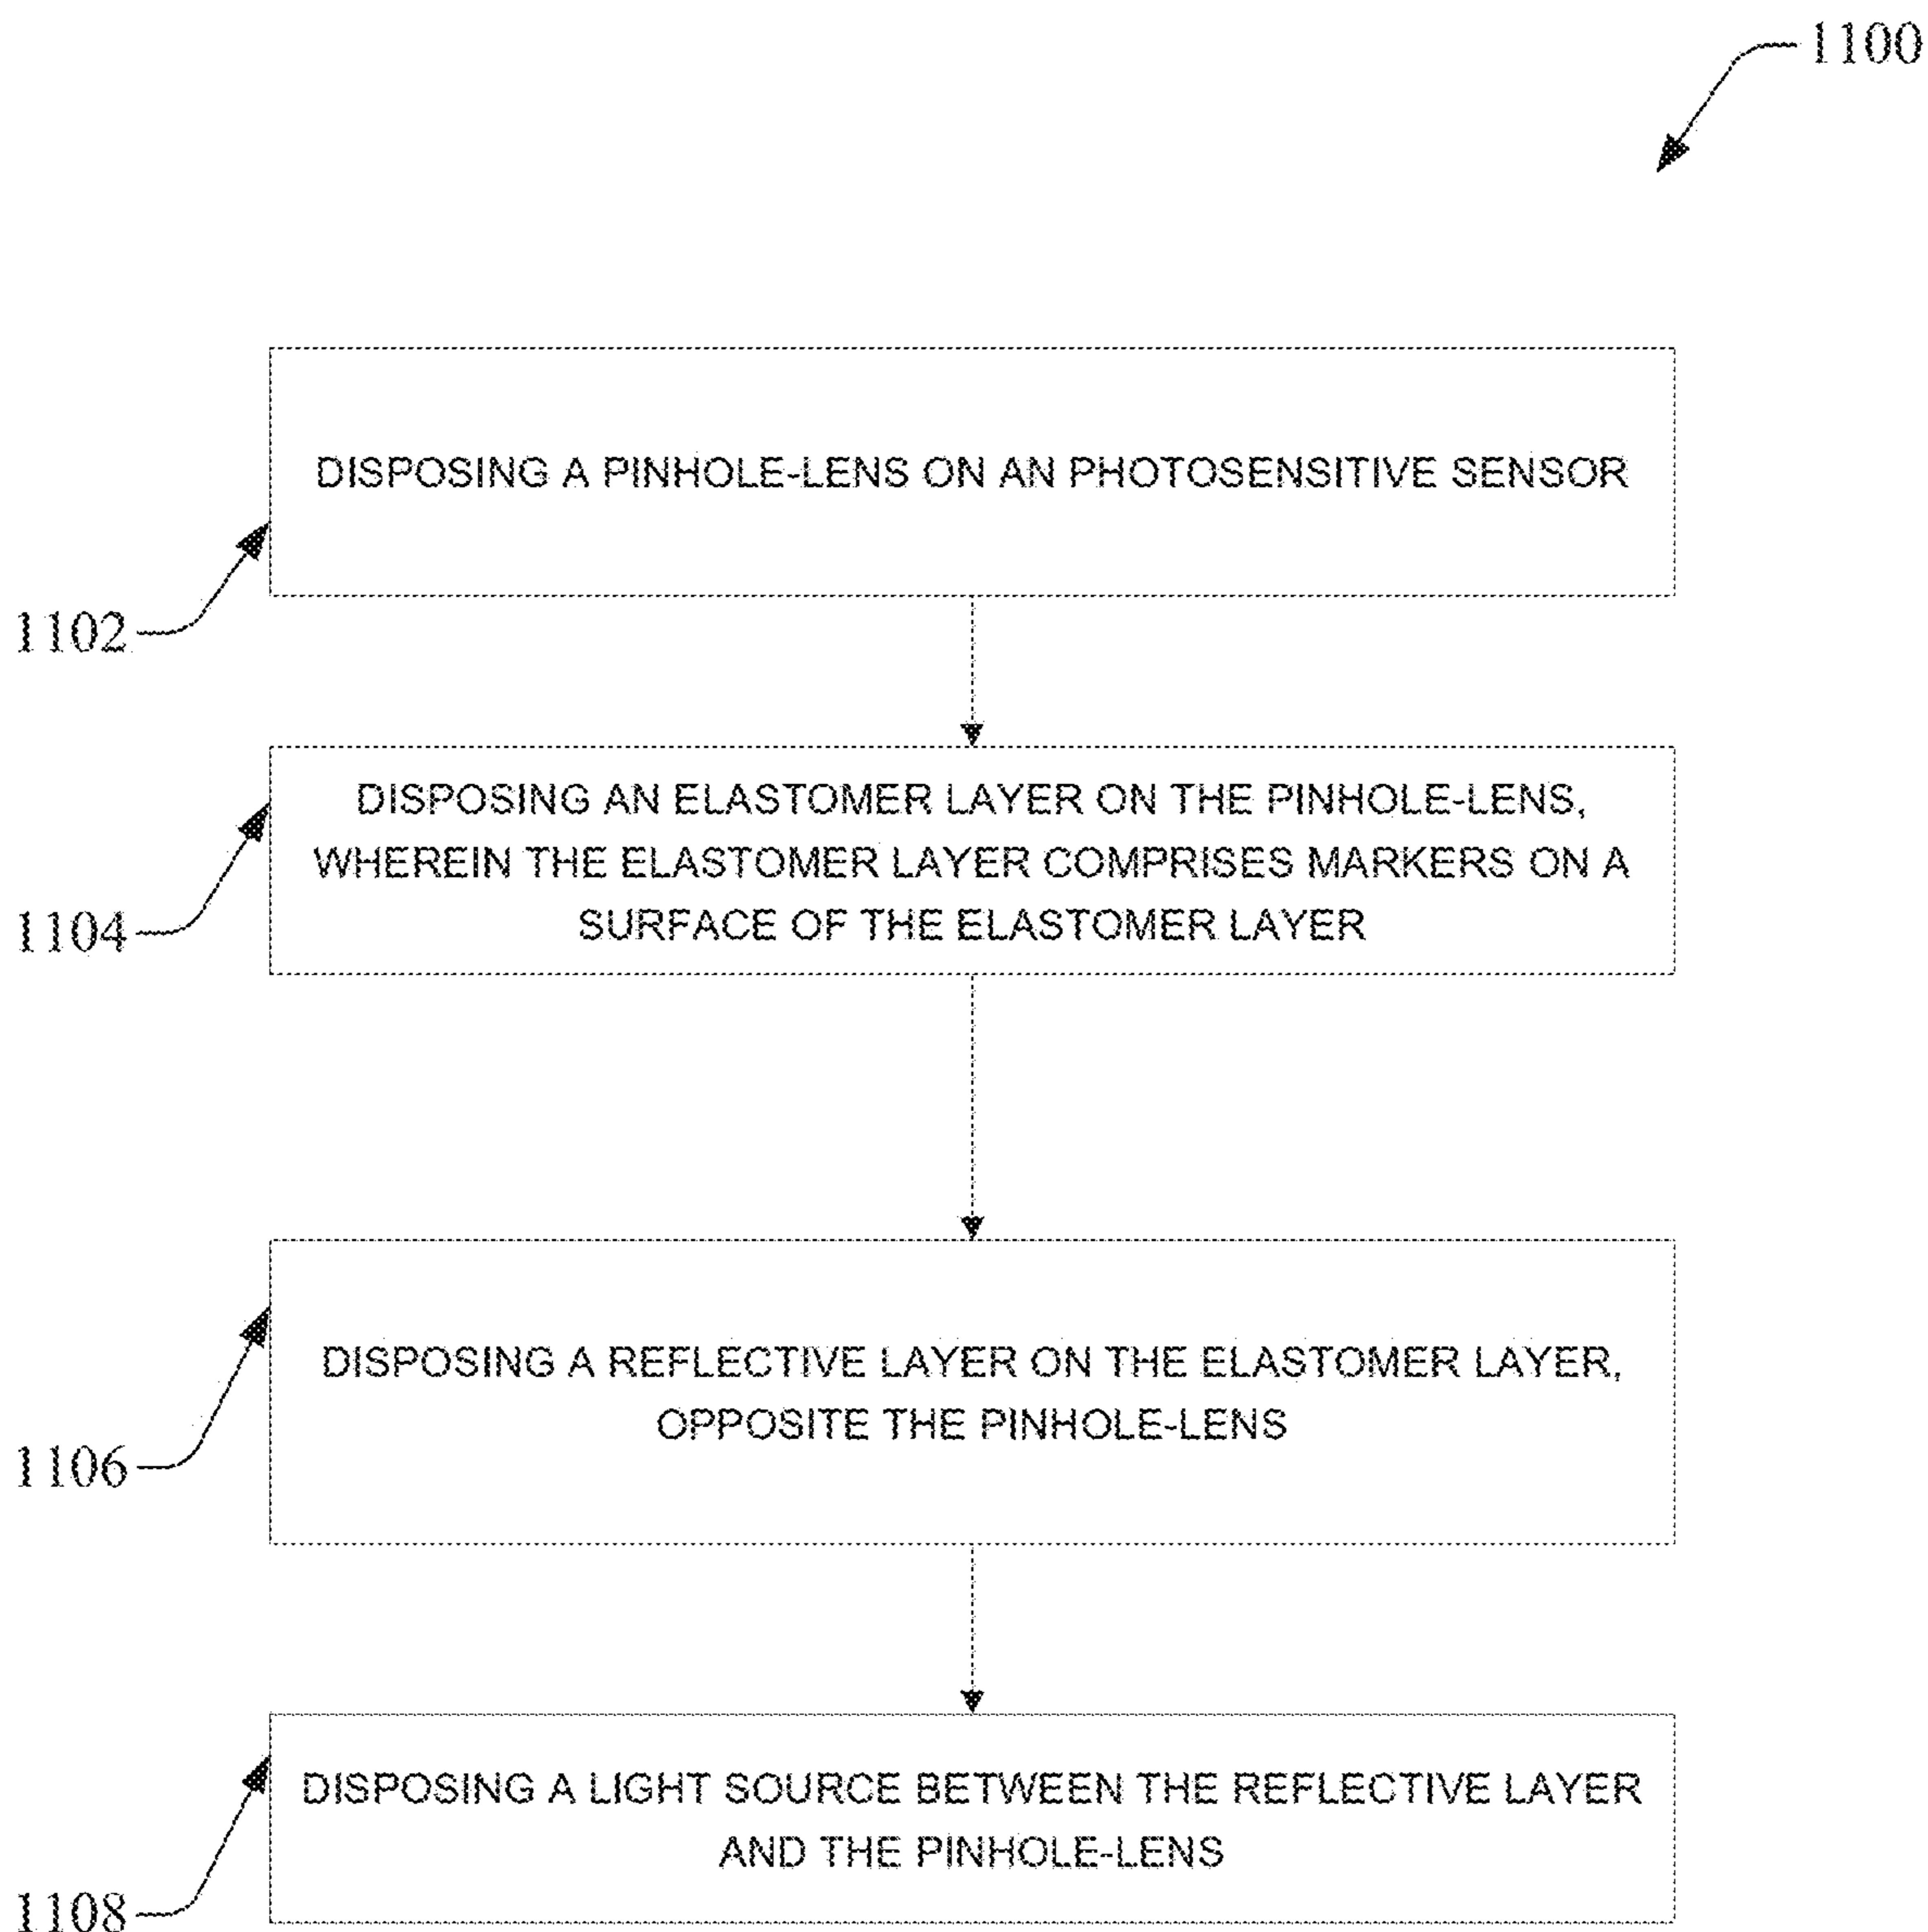 1100
DISPOSING A PINHOLE-LENS ON AN PHOTOSENSITIVE SENSOR
1102
DISPOSING AN ELASTOMER LAYER ON THE PINHOLE-LENS,
WHEREIN THE ELASTOMER LAYER COMPRISES MARKERS ON A
SURFACE OF THE ELASTOMER LAYER
1104
DISPOSING A REFLECTIVE LAYER ON THE ELASTOMER LAYER,
OPPOSITE THE PINHOLE-LENS
1106
DISPOSING A LIGHT SOURCE BETWEEN THE REFLECTIVE LAYER
AND THE PINHOLE-LENS
1108